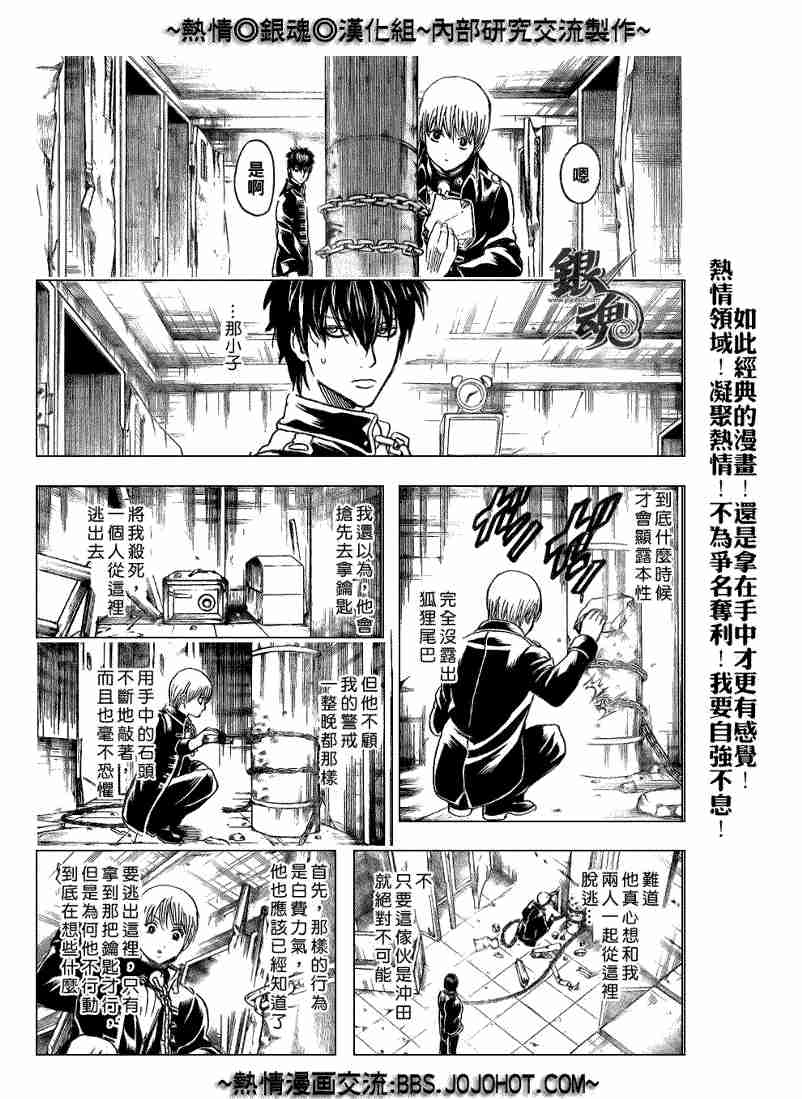 ~熱情◎銀魂◎漢化組~內部研究交流製作~
嗯
是啊
銀魂
…那小子
到底什麼時候
才會顯露本性
完全沒露出
狐狸尾巴
我還以為，他會
搶先去拿鑰匙
將我殺死，
一個人從這裡
逃出去
但他不顧
我的警戒
一整晚都那樣
用手中的石頭
不斷地敲著，
而且也毫不恐懼
難道
他真心想和我
兩人一起從這裡
脫逃…
不
只要這傢伙是沖田
就絕對不可能
首先，那樣的行為
是白費力氣，
他也應該已經知道了
要逃出這裡，只有
拿到那把鑰匙才行，
但是為何他不行動
到底在想些什麼
如此經典的漫畫！還是拿在手中才更有感覺！
熱情領域！凝聚熱情！不為爭名奪利！我要自強不息！
~熱情漫画交流:BBS.JOJOHOT.COM~